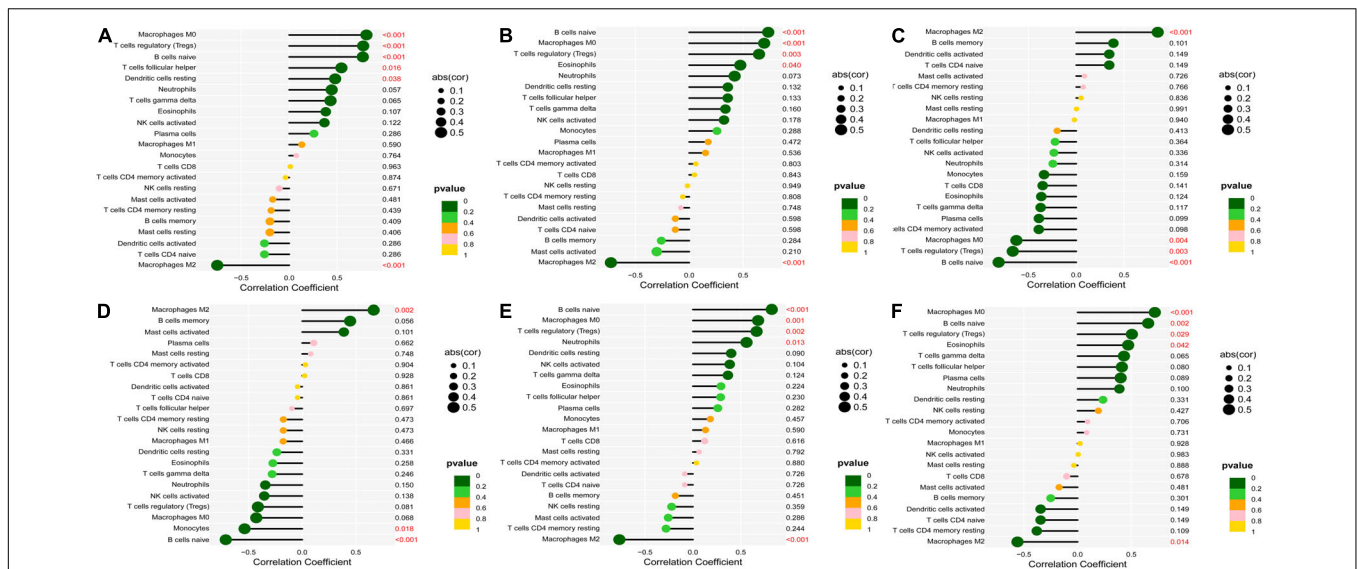 A
Macrophages M0 <0.001
T cells regulatory (Tregs) <0.001
B cells naive <0.001
T cells follicular helper 0.016
Dendritic cells resting 0.038
Neutrophils 0.057
T cells gamma delta 0.065
Eosinophils 0.107
NK cells activated 0.122
Plasma cells 0.286
Macrophages M1 0.590
Monocytes 0.764
T cells CD8 0.963
T cells CD4 memory activated 0.874
NK cells resting 0.671
Mast cells activated 0.481
T cells CD4 memory resting 0.439
B cells memory 0.409
Mast cells resting 0.406
Dendritic cells activated 0.286
T cells CD4 naive 0.286
Macrophages M2 <0.001
−0.5 0.0 0.5
Correlation Coefficient
abs(cor)
0.1
0.2
0.3
0.4
0.5
pvalue
0
0.2
0.4
0.6
0.8
1
B
B cells naive <0.001
Macrophages M0 <0.001
T cells regulatory (Tregs) 0.003
Eosinophils 0.040
Neutrophils 0.073
Dendritic cells resting 0.132
T cells follicular helper 0.133
T cells gamma delta 0.160
NK cells activated 0.178
Monocytes 0.288
Plasma cells 0.472
Macrophages M1 0.536
T cells CD4 memory activated 0.803
T cells CD8 0.843
NK cells resting 0.949
T cells CD4 memory resting 0.808
Mast cells resting 0.748
Dendritic cells activated 0.598
T cells CD4 naive 0.598
B cells memory 0.284
Mast cells activated 0.210
Macrophages M2 <0.001
−0.5 0.0 0.5
Correlation Coefficient
abs(cor)
0.1
0.2
0.3
0.4
0.5
pvalue
0
0.2
0.4
0.6
0.8
1
C
Macrophages M2 <0.001
B cells memory 0.101
Dendritic cells activated 0.149
T cells CD4 naive 0.149
Mast cells activated 0.726
T cells CD4 memory resting 0.766
NK cells resting 0.836
Mast cells resting 0.991
Macrophages M1 0.940
Dendritic cells resting 0.413
T cells follicular helper 0.364
NK cells activated 0.336
Neutrophils 0.314
Monocytes 0.159
T cells CD8 0.141
Eosinophils 0.124
T cells gamma delta 0.117
Plasma cells 0.099
cells CD4 memory activated 0.098
Macrophages M0 0.004
T cells regulatory (Tregs) 0.003
B cells naive <0.001
−0.5 0.0 0.5
Correlation Coefficient
abs(cor)
0.1
0.2
0.3
0.4
0.5
pvalue
0
0.2
0.4
0.6
0.8
1
D
Macrophages M2 0.002
B cells memory 0.056
Mast cells activated 0.101
Plasma cells 0.662
Mast cells resting 0.748
T cells CD4 memory activated 0.904
T cells CD8 0.928
Dendritic cells activated 0.861
T cells CD4 naive 0.861
T cells follicular helper 0.697
T cells CD4 memory resting 0.473
NK cells resting 0.473
Macrophages M1 0.466
Dendritic cells resting 0.331
Eosinophils 0.258
T cells gamma delta 0.246
Neutrophils 0.150
NK cells activated 0.138
T cells regulatory (Tregs) 0.081
Macrophages M0 0.068
Monocytes 0.018
B cells naive <0.001
−0.5 0.0 0.5
Correlation Coefficient
abs(cor)
0.1
0.2
0.3
0.4
0.5
pvalue
0
0.2
0.4
0.6
0.8
1
E
B cells naive <0.001
Macrophages M0 0.001
T cells regulatory (Tregs) 0.002
Neutrophils 0.013
Dendritic cells resting 0.090
NK cells activated 0.104
T cells gamma delta 0.124
Eosinophils 0.224
T cells follicular helper 0.230
Plasma cells 0.282
Monocytes 0.457
Macrophages M1 0.590
T cells CD8 0.616
Mast cells resting 0.792
T cells CD4 memory activated 0.880
Dendritic cells activated 0.726
T cells CD4 naive 0.726
B cells memory 0.451
NK cells resting 0.359
Mast cells activated 0.286
T cells CD4 memory resting 0.244
Macrophages M2 <0.001
−0.5 0.0 0.5
Correlation Coefficient
abs(cor)
0.1
0.2
0.3
0.4
0.5
pvalue
0
0.2
0.4
0.6
0.8
1
F
Macrophages M0 <0.001
B cells naive 0.002
T cells regulatory (Tregs) 0.029
Eosinophils 0.042
T cells gamma delta 0.065
T cells follicular helper 0.080
Plasma cells 0.089
Neutrophils 0.100
Dendritic cells resting 0.331
NK cells resting 0.427
T cells CD4 memory activated 0.706
Monocytes 0.731
Macrophages M1 0.928
NK cells activated 0.983
Mast cells resting 0.888
T cells CD8 0.678
Mast cells activated 0.481
B cells memory 0.301
Dendritic cells activated 0.149
T cells CD4 naive 0.149
T cells CD4 memory resting 0.109
Macrophages M2 0.014
−0.5 0.0 0.5
Correlation Coefficient
abs(cor)
0.1
0.2
0.3
0.4
0.5
pvalue
0
0.2
0.4
0.6
0.8
1